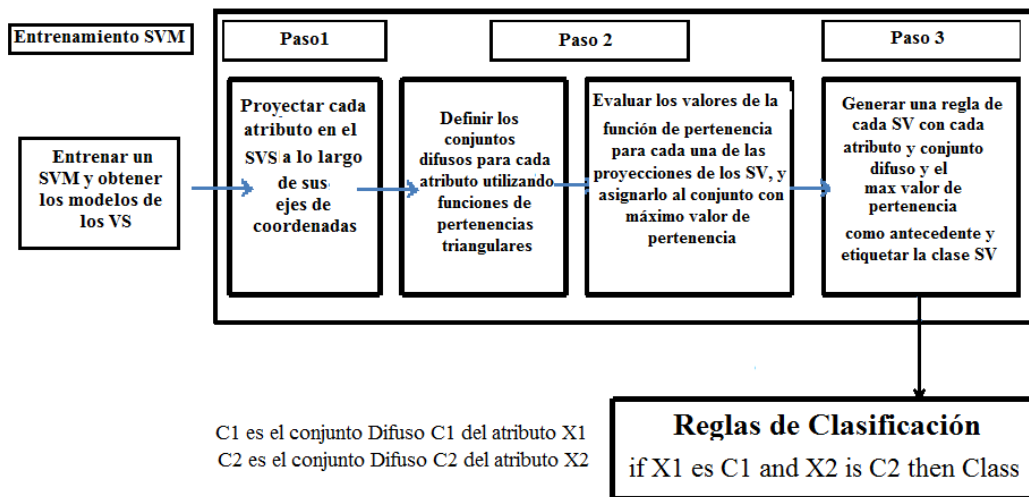 Entrenamiento SVM
Paso1
Paso 2
Paso 3
Entrenar un
SVM y obtener
los modelos de
los VS
Proyectar cada
atributo en el
SVS a lo largo
de sus
ejes de
coordenadas
Definir los
conjuntos
difusos para cada
atributo utilizando
funciones de
pertenencias
triangulares
Evaluar los valores de la
función de pertenencia
para cada una de las
proyecciones de los SV, y
asignarlo al conjunto con
máximo valor de
pertenencia
Generar una regla de
cada SV con cada
atributo y conjunto
difuso y el
max valor de
pertenencia
como antecedente y
etiquetar la clase SV
C1 es el conjunto Difuso C1 del atributo X1
C2 es el conjunto Difuso C2 del atributo X2
Reglas de Clasificación
if X1 es C1 and X2 is C2 then Class